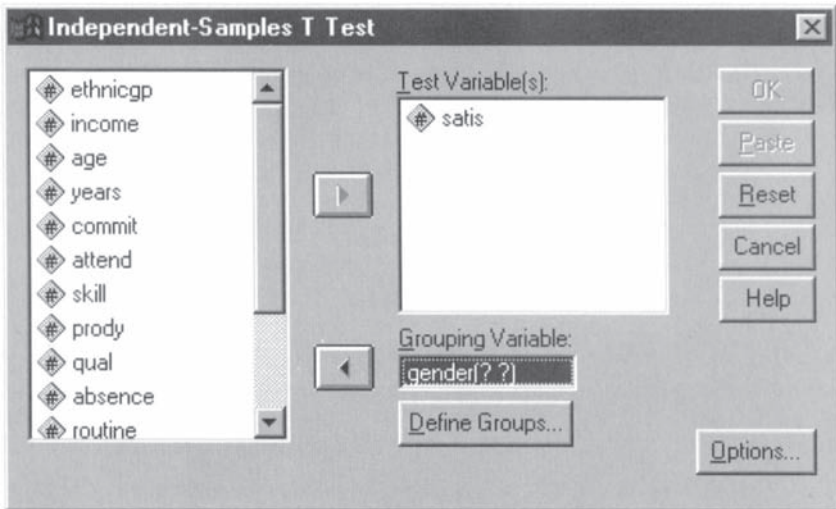 Independent-Samples T Test
ethnicgp
income
age
years
commit
attend
skill
prody
qual
absence
routine
Test Variable(s):
satis
Grouping Variable:
gender(? ?)
Define Groups...
OK
Paste
Reset
Cancel
Help
Options...